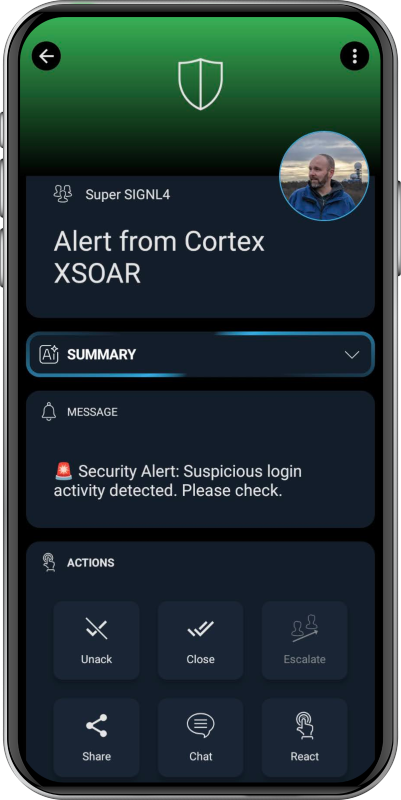 Super SIGNL4
Alert from Cortex
XSOAR
AI
SUMMARY
MESSAGE
🚨 Security Alert: Suspicious login
activity detected. Please check.
ACTIONS
Unack
Close
Escalate
Share
Chat
React